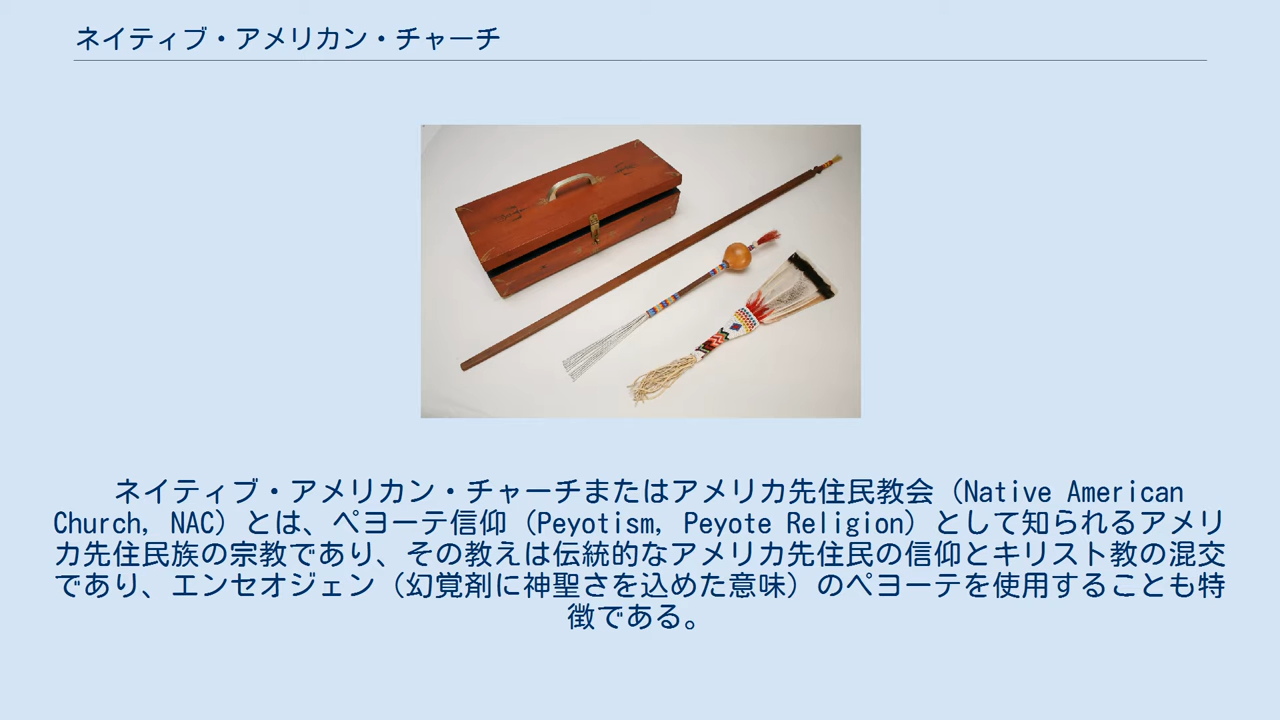 ネイティブ・アメリカン・チャーチ
ネイティブ・アメリカン・チャーチまたはアメリカ先住民教会（Native American
Church, NAC）とは、ペヨーテ信仰（Peyotism, Peyote Religion）として知られるアメリ
カ先住民族の宗教であり、その教えは伝統的なアメリカ先住民の信仰とキリスト教の混交
であり、エンセオジェン（幻覚剤に神聖さを込めた意味）のペヨーテを使用することも特
徴である。